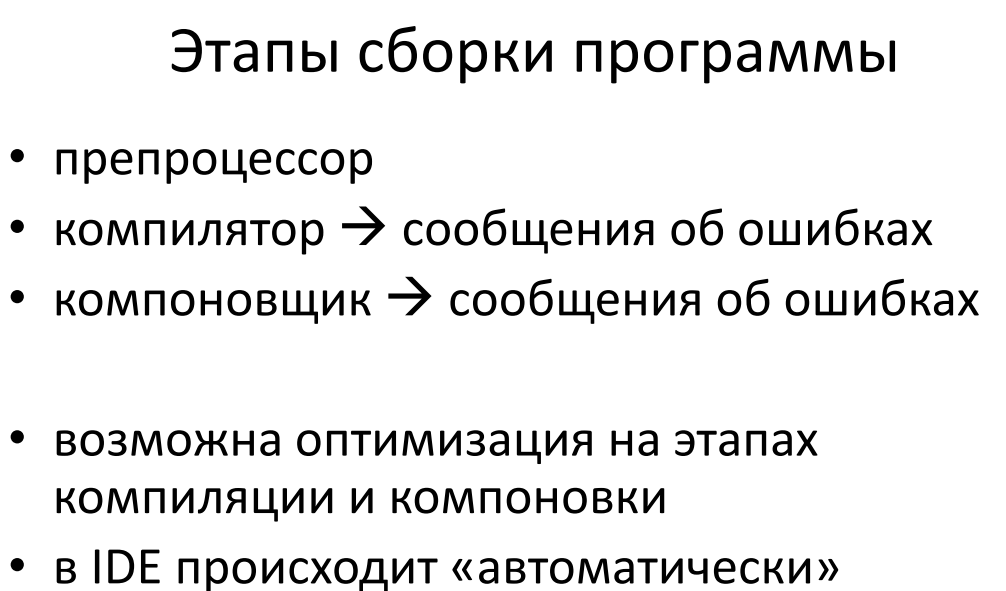 Этапы сборки программы
• препроцессор
• компилятор → сообщения об ошибках
• компоновщик → сообщения об ошибках
• возможна оптимизация на этапах
компиляции и компоновки
• в IDE происходит «автоматически»